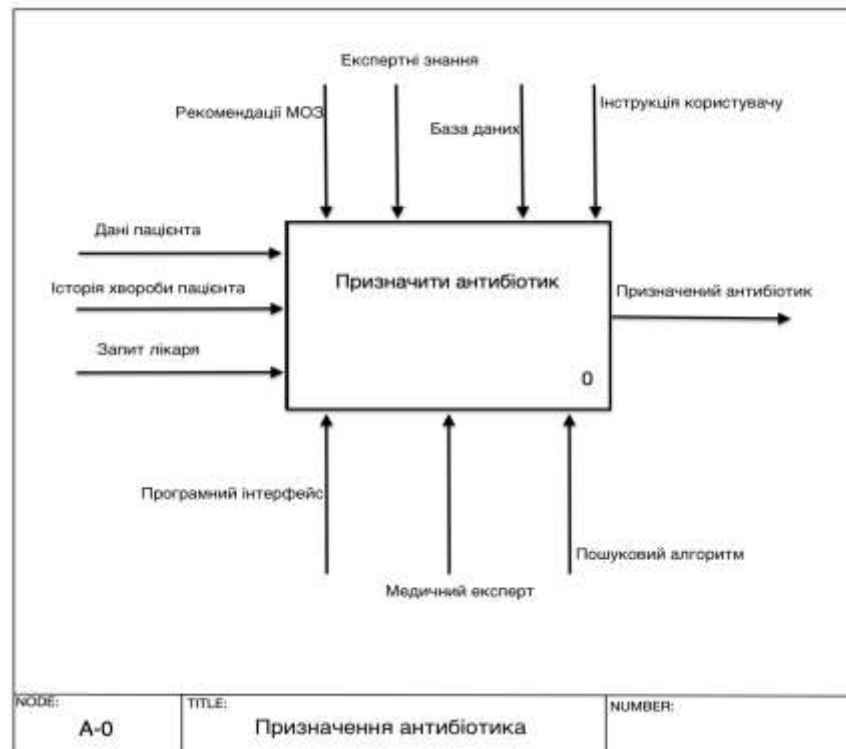 Експертні знання
Рекомендації МОЗ
База даних
Інструкція користувачу
Дані пацієнта
Історія хвороби пацієнта
Запит лікаря
Призначити антибіотик
0
Призначений антибіотик
Програмний інтерфейс
Пошуковий алгоритм
Медичний експерт
NODE:
A-0
TITLE:
Призначення антибіотика
NUMBER: